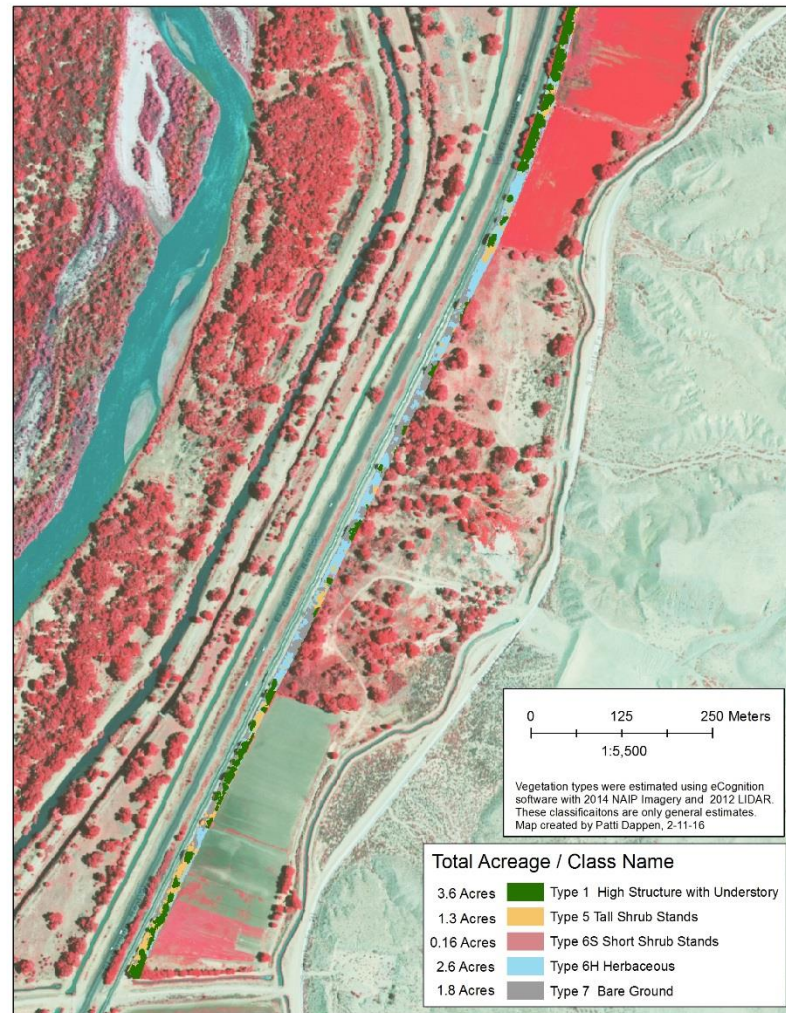 0 125 250 Meters
1:5,500
Vegetation types were estimated using eCognition
software with 2014 NAIP Imagery and 2012 LIDAR.
These classificaitons are only general estimates.
Map created by Patti Dappen, 2-11-16
Total Acreage / Class Name
3.6 Acres Type 1 High Structure with Understory
1.3 Acres Type 5 Tall Shrub Stands
0.16 Acres Type 6S Short Shrub Stands
2.6 Acres Type 6H Herbaceous
1.8 Acres Type 7 Bare Ground